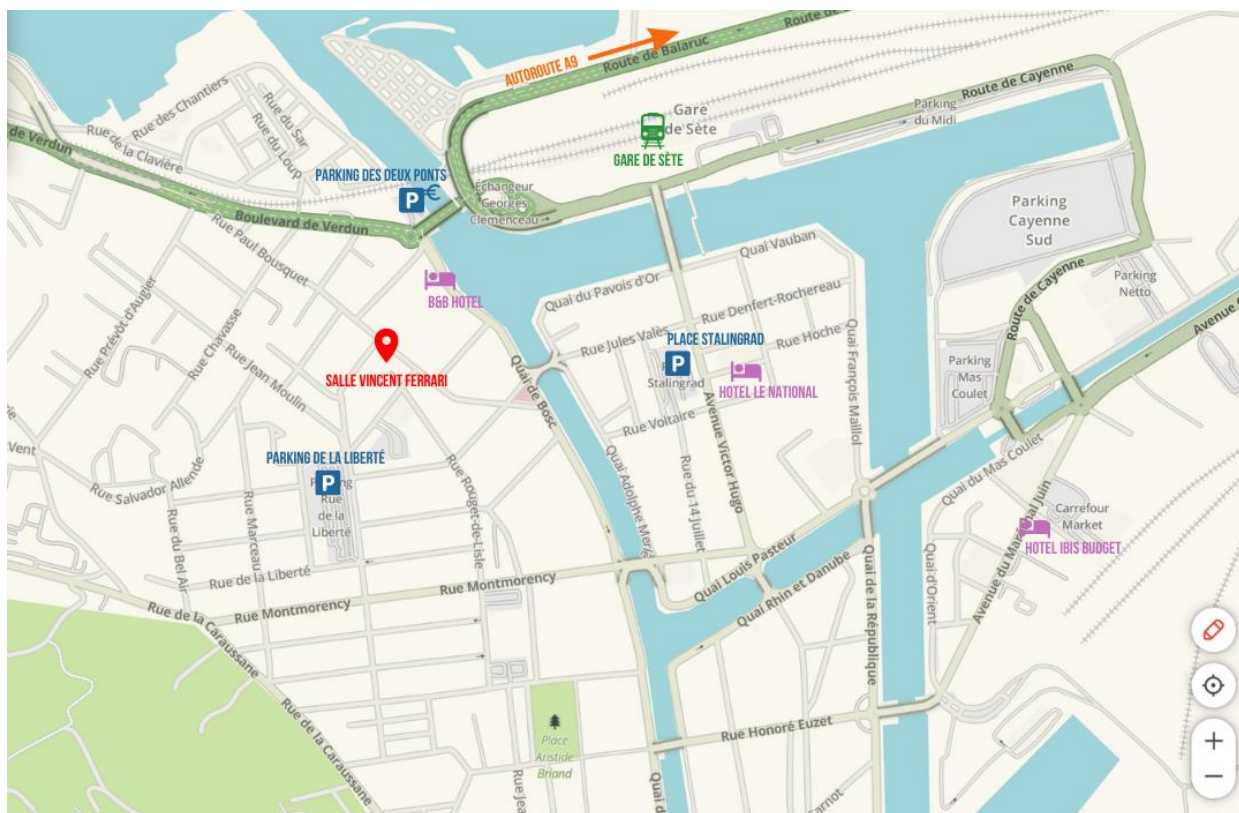 AUTOROUTE A9
Route de Balaruc
Route de
Route de Cayenne
Rue des Chantiers
Rue du Sar
Rue du Loup
Rue de la Clavière
de Verdun
Gare
de Sète
GARE DE SÈTE
Parking
du Midi
PARKING DES DEUX PONTS
P €
Échangeur
Georges
Clemenceau
Boulevard de Verdun
Rue Paul Bousquet
Parking
Cayenne
Sud
Quai Vauban
Quai du Pavois d'Or
B&B HOTEL
Rue Prévôt d'Augier
Rue Chavasse
Rue Denfert-Rochereau
Rue Jules Valès
Rue Hoche
PLACE STALINGRAD
P
Stalingrad
HOTEL LE NATIONAL
Quai François Maillol
Route de Cayenne
Parking
Netto
Avenue d
Parking
Mas
Coulet
SALLE VINCENT FERRARI
Rue Jean Moulin
Quai de Bosc
Rue Voltaire
Avenue Victor Hugo
Vent
PARKING DE LA LIBERTÉ
P
Rue
de la
Liberté
Rue Salvador Allende
Rue du Bel Air
Rue Marceau
Rue Rouget-de-Lisle
Quai Adolphe Merle
Rue du 14 Juillet
Quai du Mas Coulet
Carrefour
Market
HOTEL IBIS BUDGET
Avenue du Maréchal Juin
Quai d'Orient
Quai Louis Pasteur
Quai Rhin et Danube
Quai de la République
Rue de la Liberté
Rue Montmorency
Rue Montmorency
Rue de la Caraussane
Rue de la Caraussane
Place
Aristide
Briand
Rue Jea
Quai d
Rue Honoré Euzet
arnot
+
−